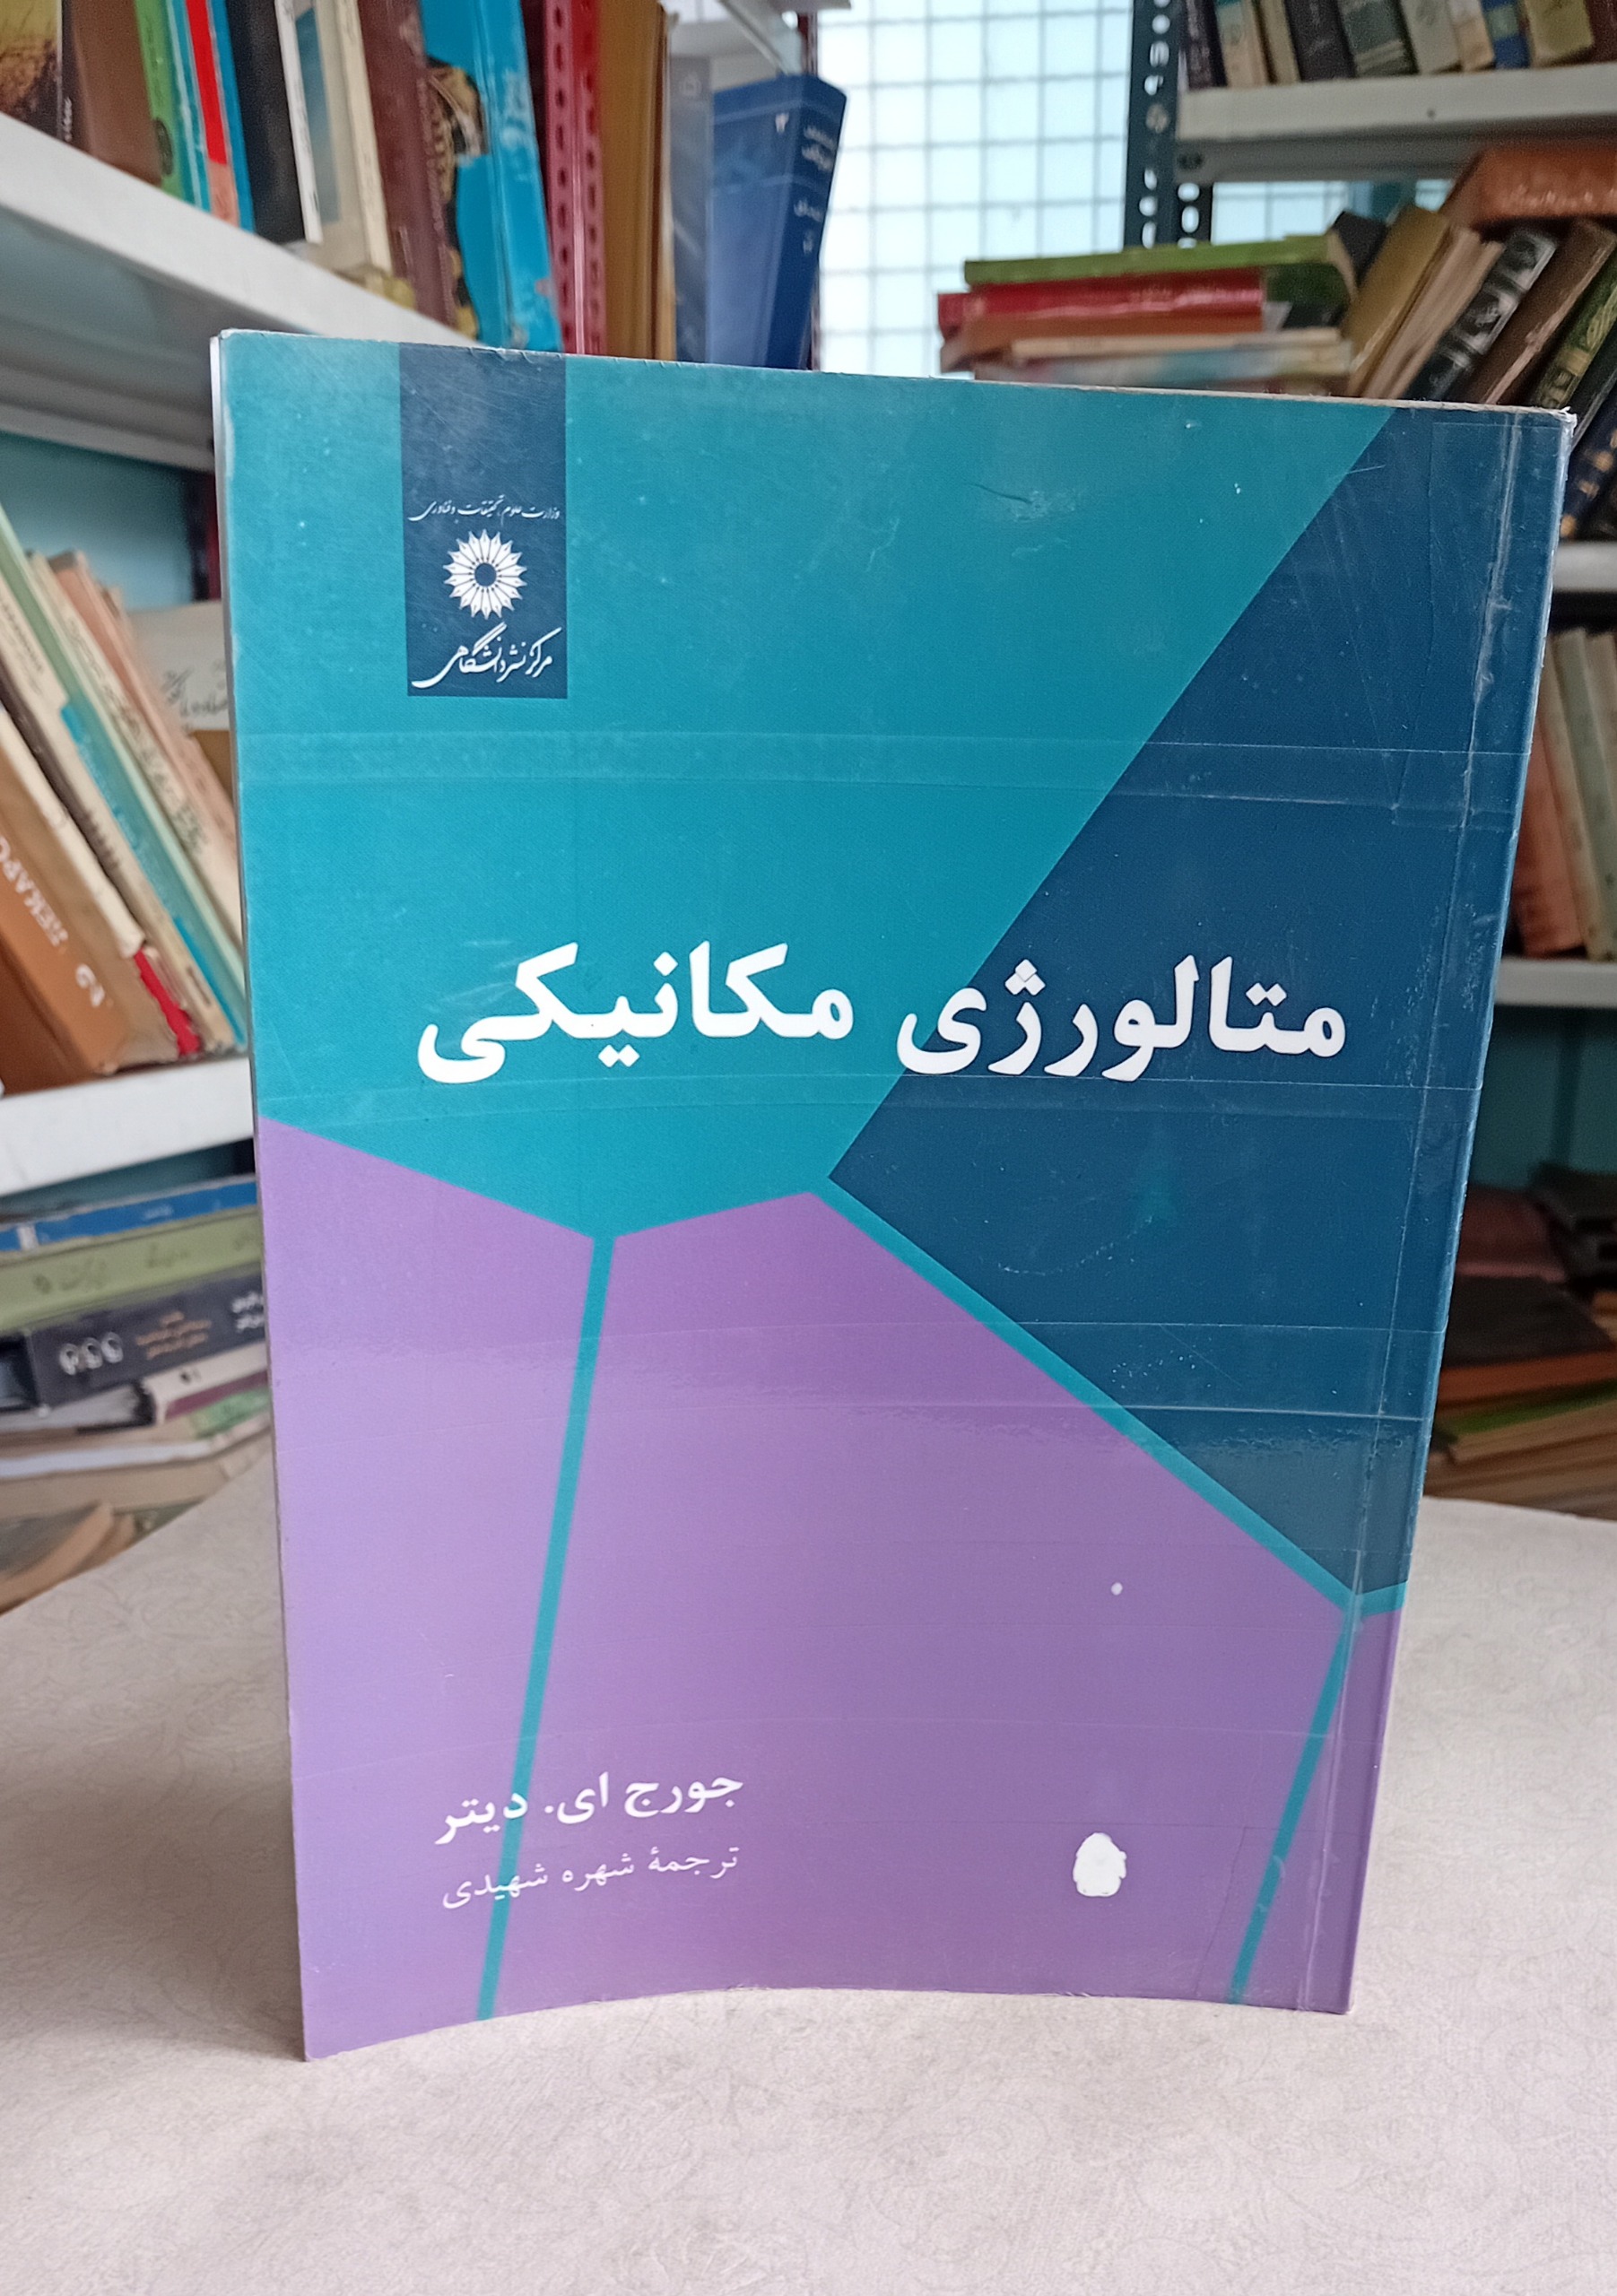 وزارت علوم، تحقیقات و فناوری
مرکز نشر دانشگاهی
متالورژی مکانیکی
جورج ای. دیتر
ترجمهٔ شهره شهیدی